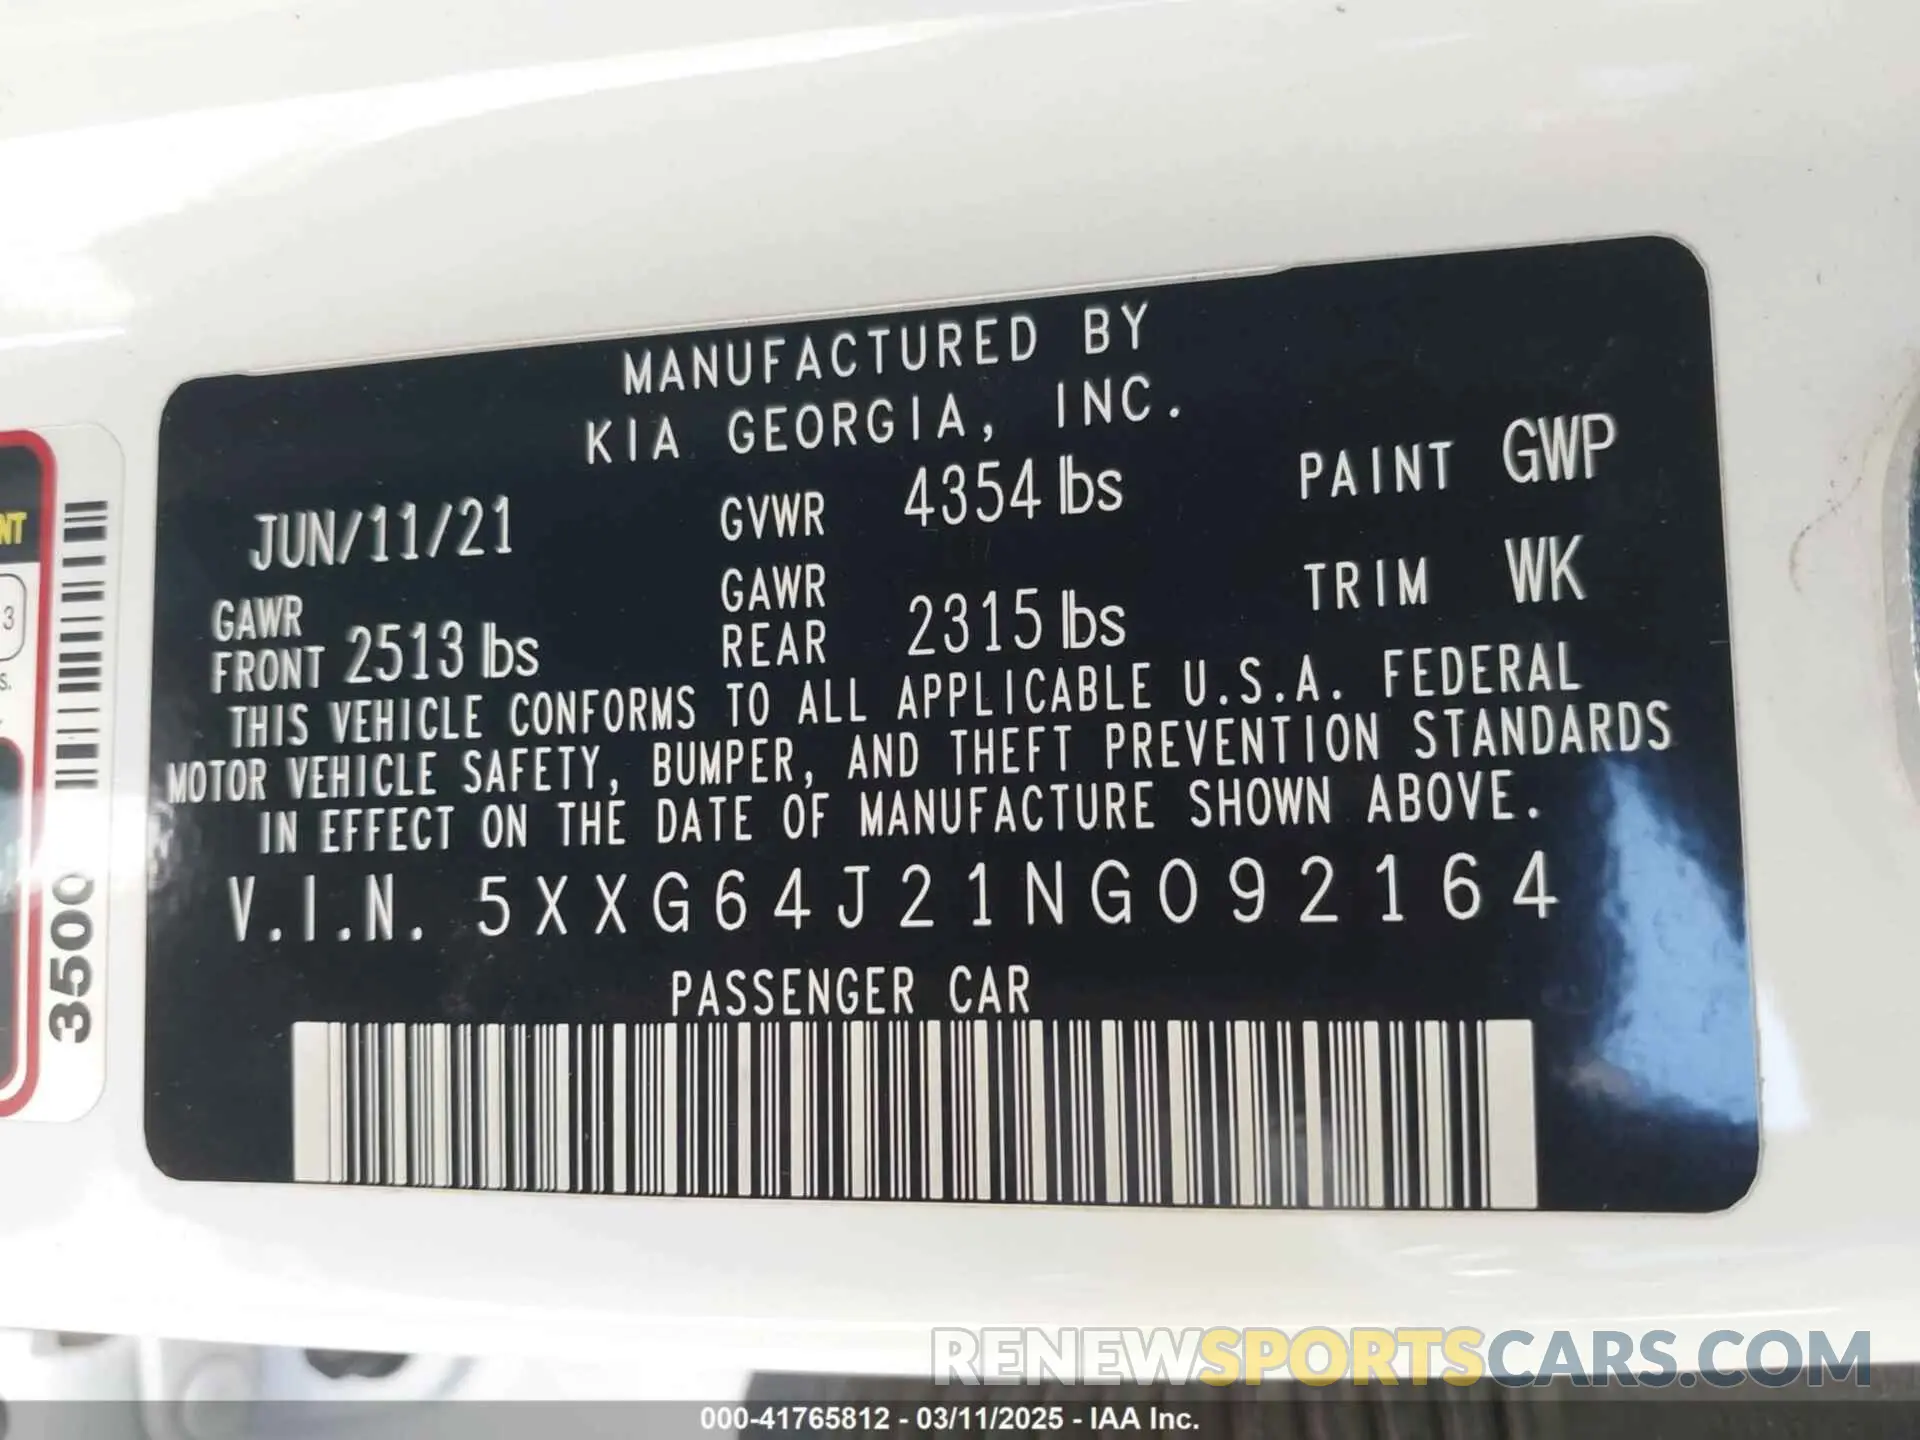 MANUFACTURED BY
KIA GEORGIA, INC.
JUN/11/21 GVWR 4354 lbs PAINT GWP
GAWR FRONT 2513 lbs GAWR REAR 2315 lbs TRIM WK
THIS VEHICLE CONFORMS TO ALL APPLICABLE U.S.A. FEDERAL
MOTOR VEHICLE SAFETY, BUMPER, AND THEFT PREVENTION STANDARDS
IN EFFECT ON THE DATE OF MANUFACTURE SHOWN ABOVE.
V.I.N. 5XXG64J21NG092164
PASSENGER CAR
3500
NT
3
RENEWSPORTSCARS.COM
000-41765812 - 03/11/2025 - IAA Inc.